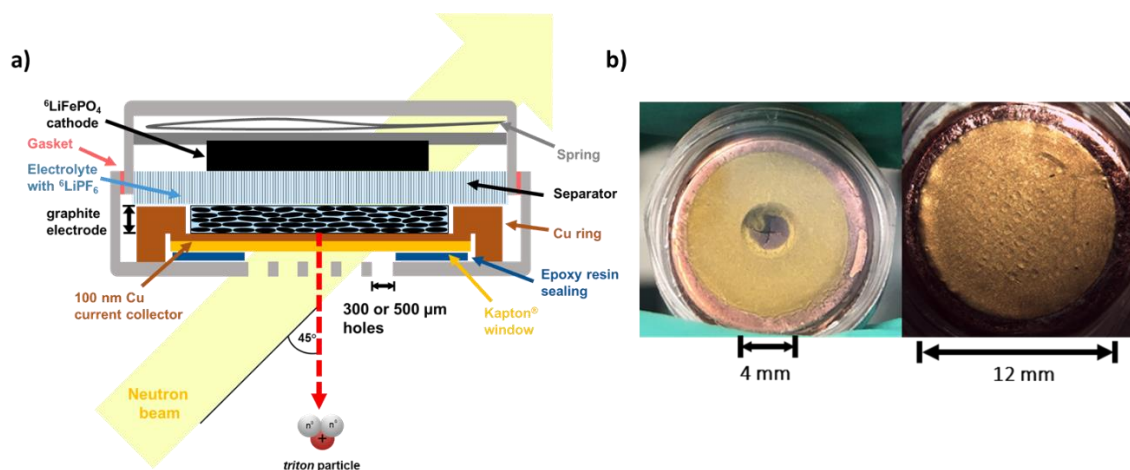 a)
b)
⁶LiFePO₄
cathode
Gasket
Electrolyte
with ⁶LiPF₆
graphite
electrode
100 nm Cu
current collector
Spring
Separator
Cu ring
Epoxy resin
sealing
Kapton®
window
300 or 500 µm
holes
45°
Neutron
beam
n⁰ n⁰
+
triton particle
4 mm
12 mm